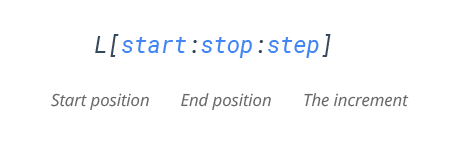 L[start:stop:step]
Start position End position The increment